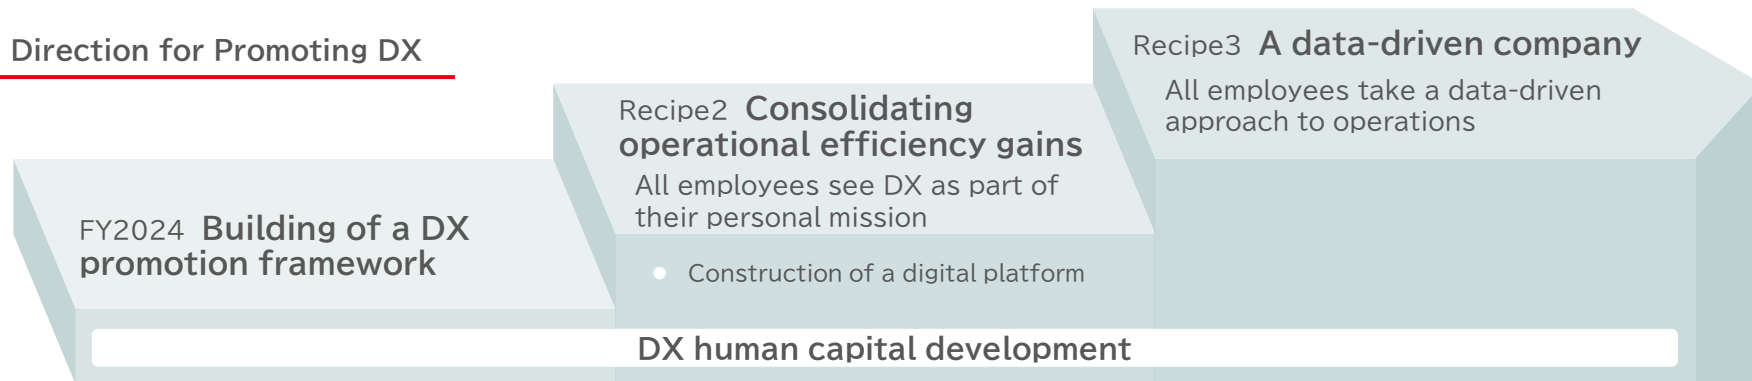 Direction for Promoting DX
FY2024 Building of a DX
promotion framework
Recipe2 Consolidating
operational efficiency gains
All employees see DX as part of
their personal mission
● Construction of a digital platform
Recipe3 A data-driven company
All employees take a data-driven
approach to operations
DX human capital development